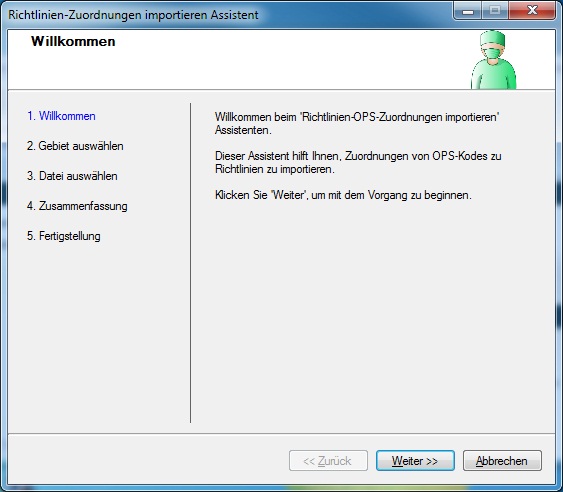 Richtlinien-Zuordnungen importieren Assistent
Willkommen
1. Willkommen
2. Gebiet auswählen
3. Datei auswählen
4. Zusammenfassung
5. Fertigstellung
Willkommen beim 'Richtlinien-OPS-Zuordnungen importieren'
Assistenten.
Dieser Assistent hilft Ihnen, Zuordnungen von OPS-Kodes zu
Richtlinien zu importieren.
Klicken Sie 'Weiter', um mit dem Vorgang zu beginnen.
<< Zurück
Weiter >>
Abbrechen